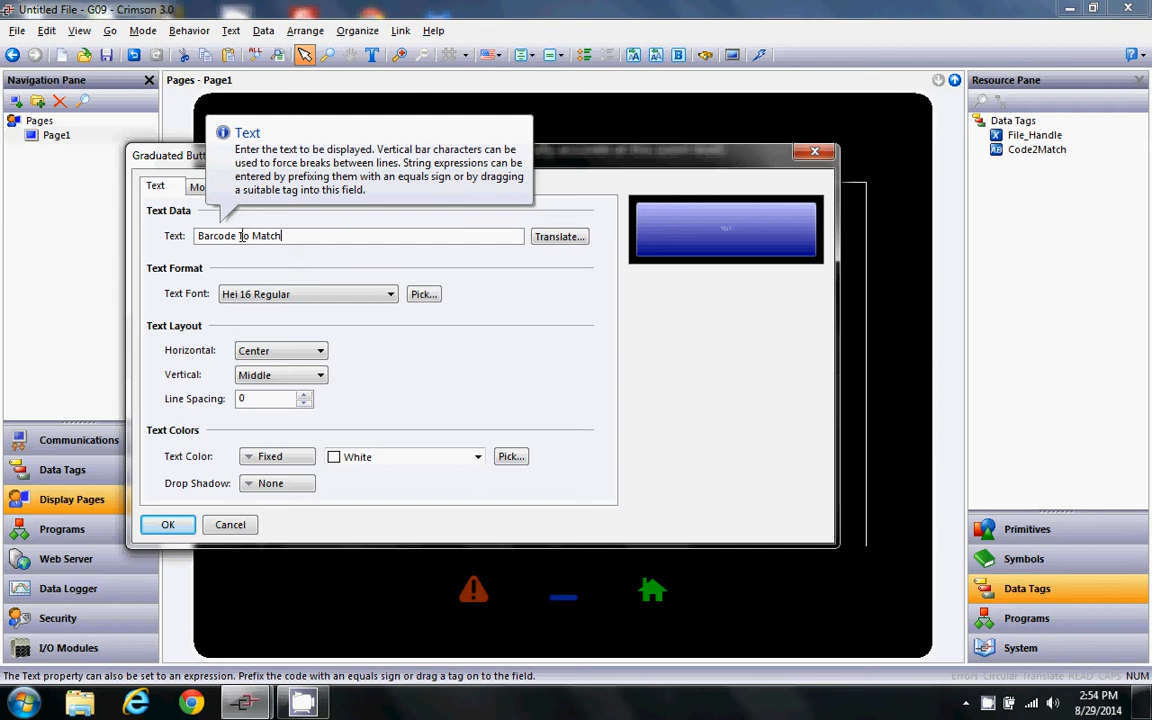 Untitled File - G09 - Crimson 3.0
File Edit View Go Mode Behavior Text Data Arrange Organize Link Help
Navigation Pane
Pages - Page1
Resource Pane
Pages
Page1
Data Tags
File_Handle
Code2Match
Text
Enter the text to be displayed. Vertical bar characters can be
used to force breaks between lines. String expressions can be
entered by prefixing them with an equals sign or by dragging
a suitable tag into this field.
Graduated Butt
Text
Mo
Text Data
Text: Barcode To Match Translate...
Text Format
Text Font: Hei 16 Regular Pick...
Text Layout
Horizontal: Center
Vertical: Middle
Line Spacing: 0
Text Colors
Text Color: Fixed White Pick...
Drop Shadow: None
OK Cancel
Communications
Data Tags
Display Pages
Programs
Web Server
Data Logger
Security
I/O Modules
Primitives
Symbols
Data Tags
Programs
System
The Text property can also be set to an expression. Prefix the code with an equals sign or drag a tag on to the field.
Errors Circular Translate READ CAPS NUM
2:54 PM
8/29/2014